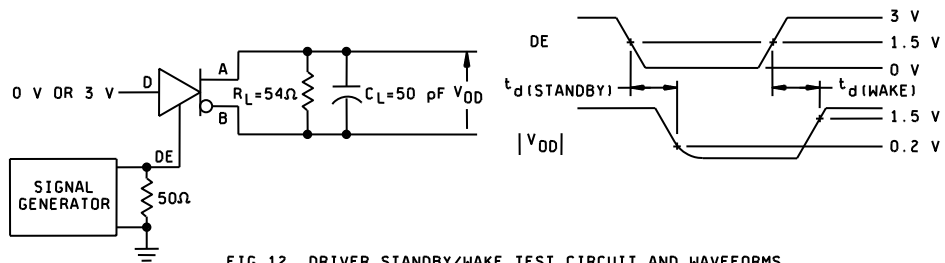 0 V OR 3 V
D
A
B
DE
R_L=54Ω
C_L=50 pF
V_OD
SIGNAL
GENERATOR
50Ω
DE
3 V
1.5 V
0 V
t_d(STANDBY)
t_d(WAKE)
|V_OD|
1.5 V
0.2 V
FIG.12. DRIVER STANDBY/WAKE TEST CIRCUIT AND WAVEFORMS